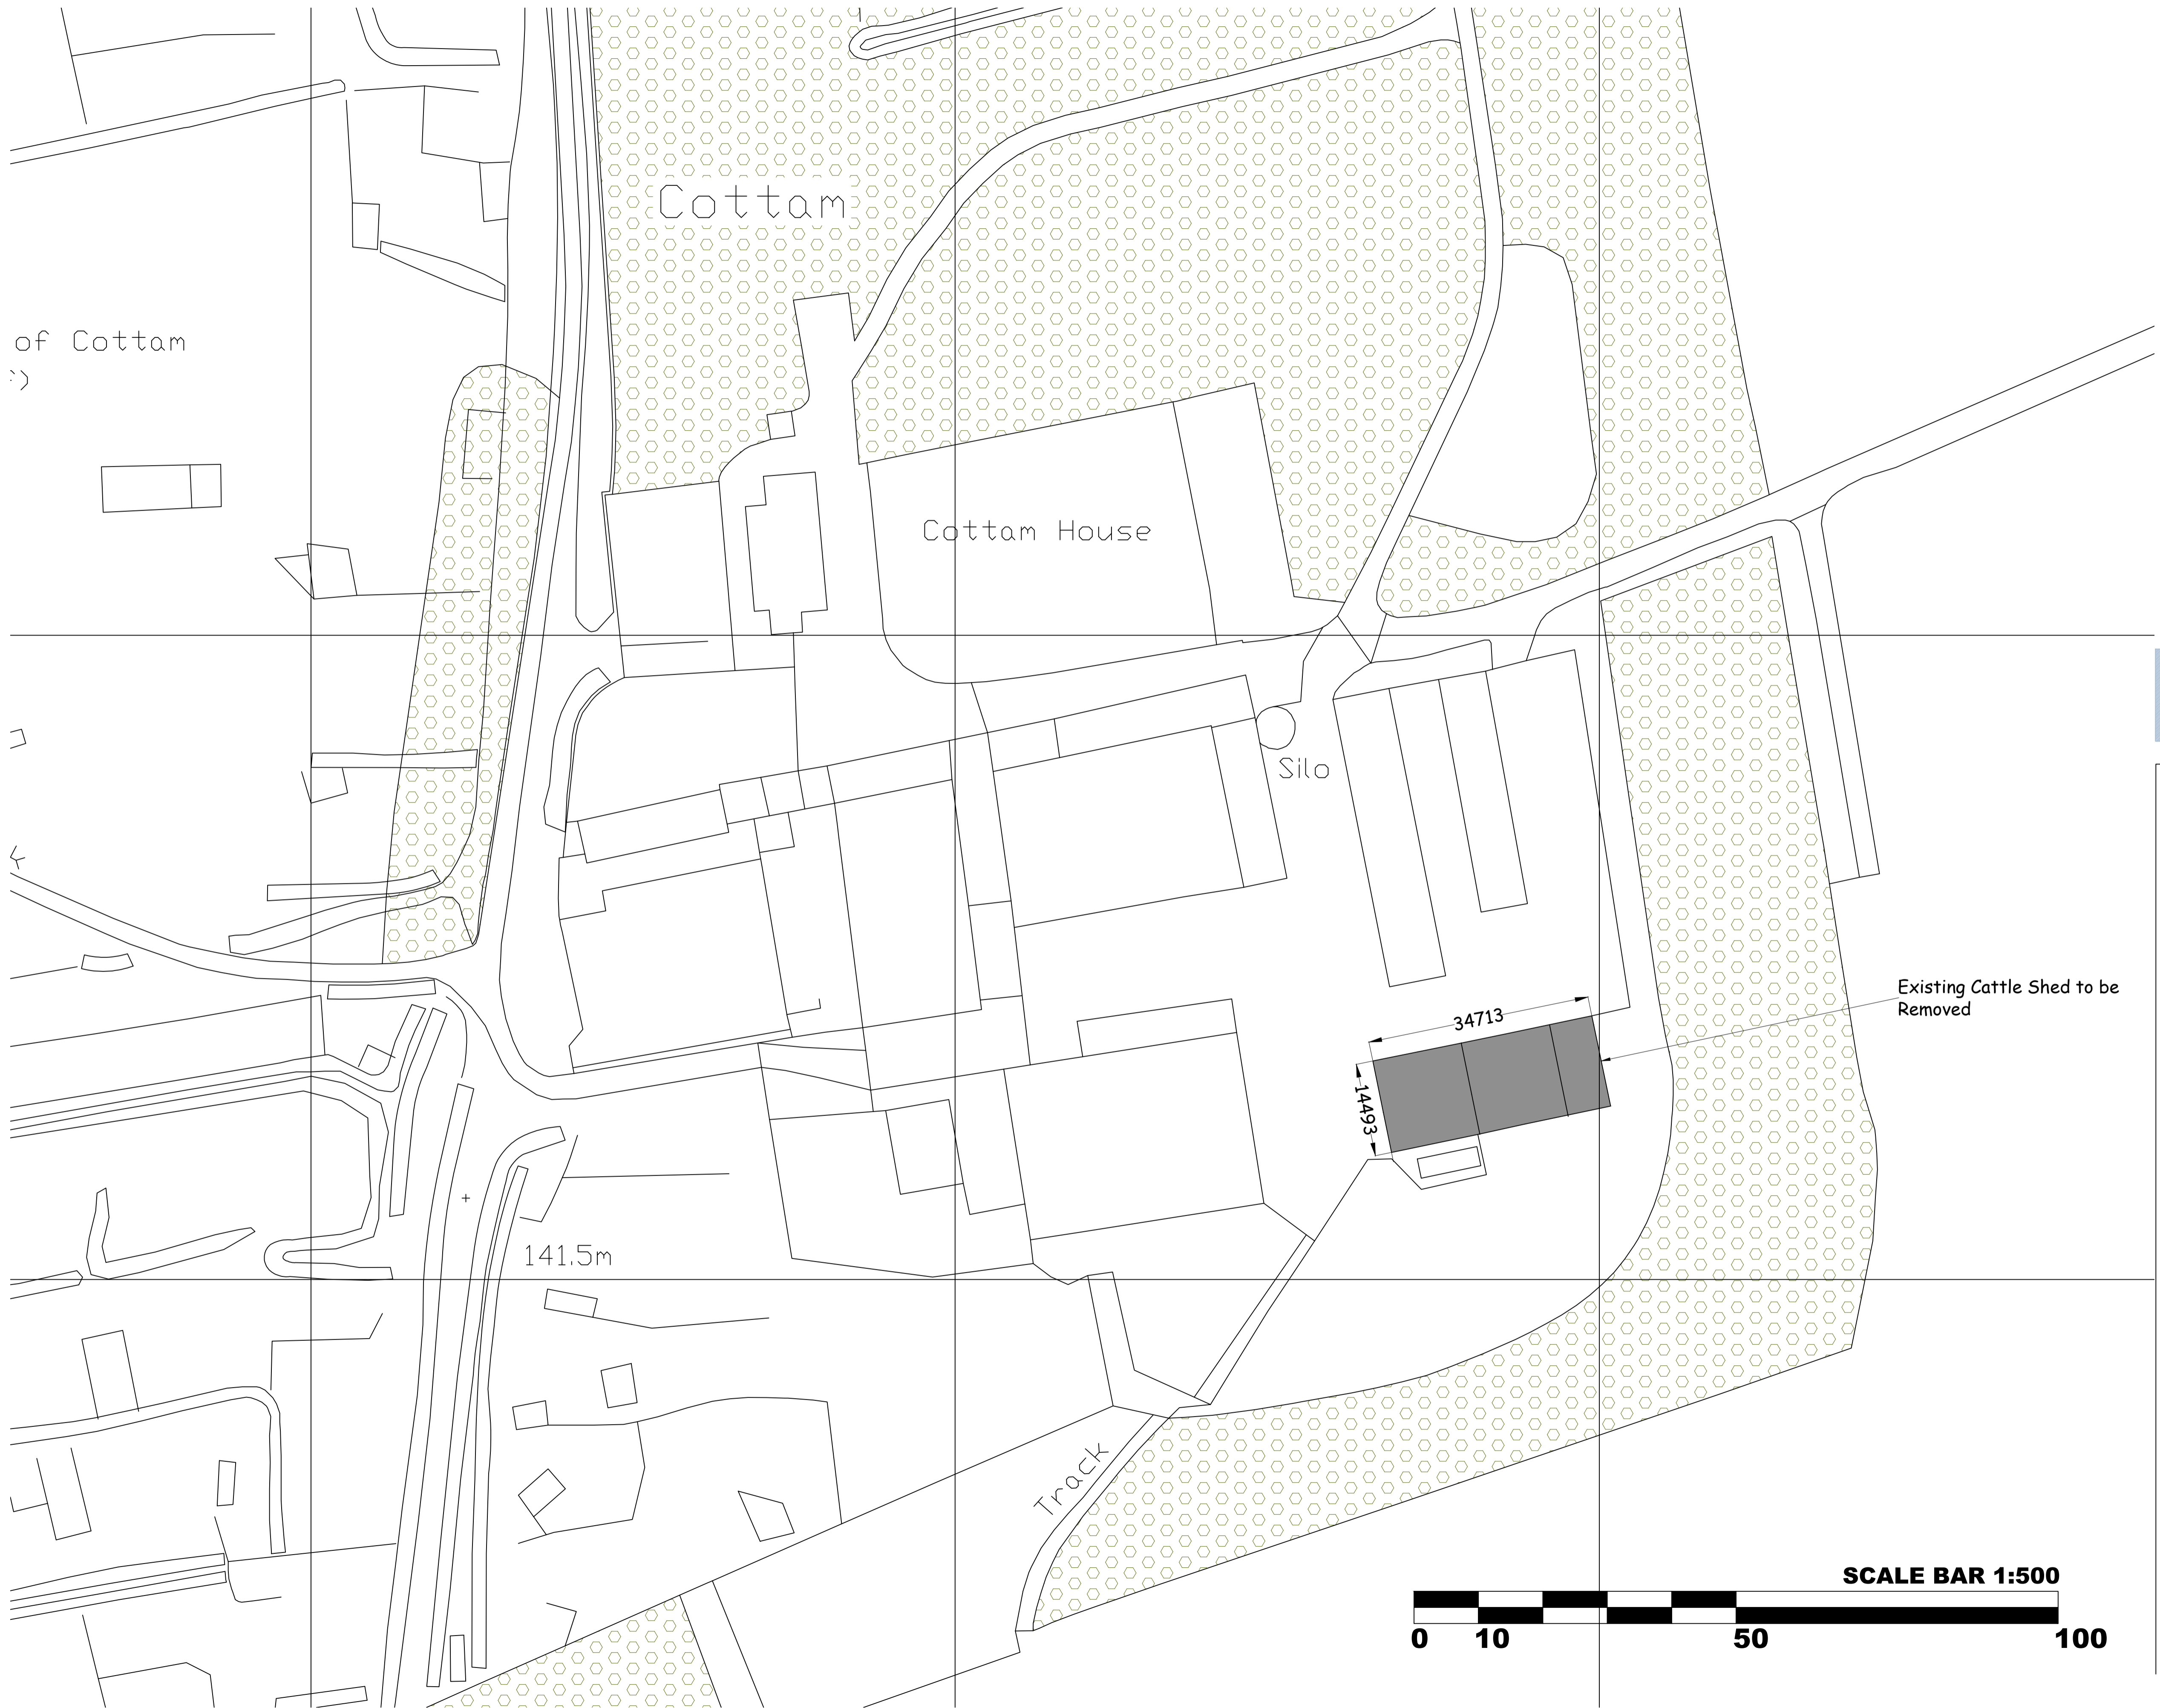 Cottam
of Cottam
Cottam House
Silo
Existing Cattle Shed to be
Removed
34713
14493
141.5m
Track
SCALE BAR 1:500
0 10 50 100